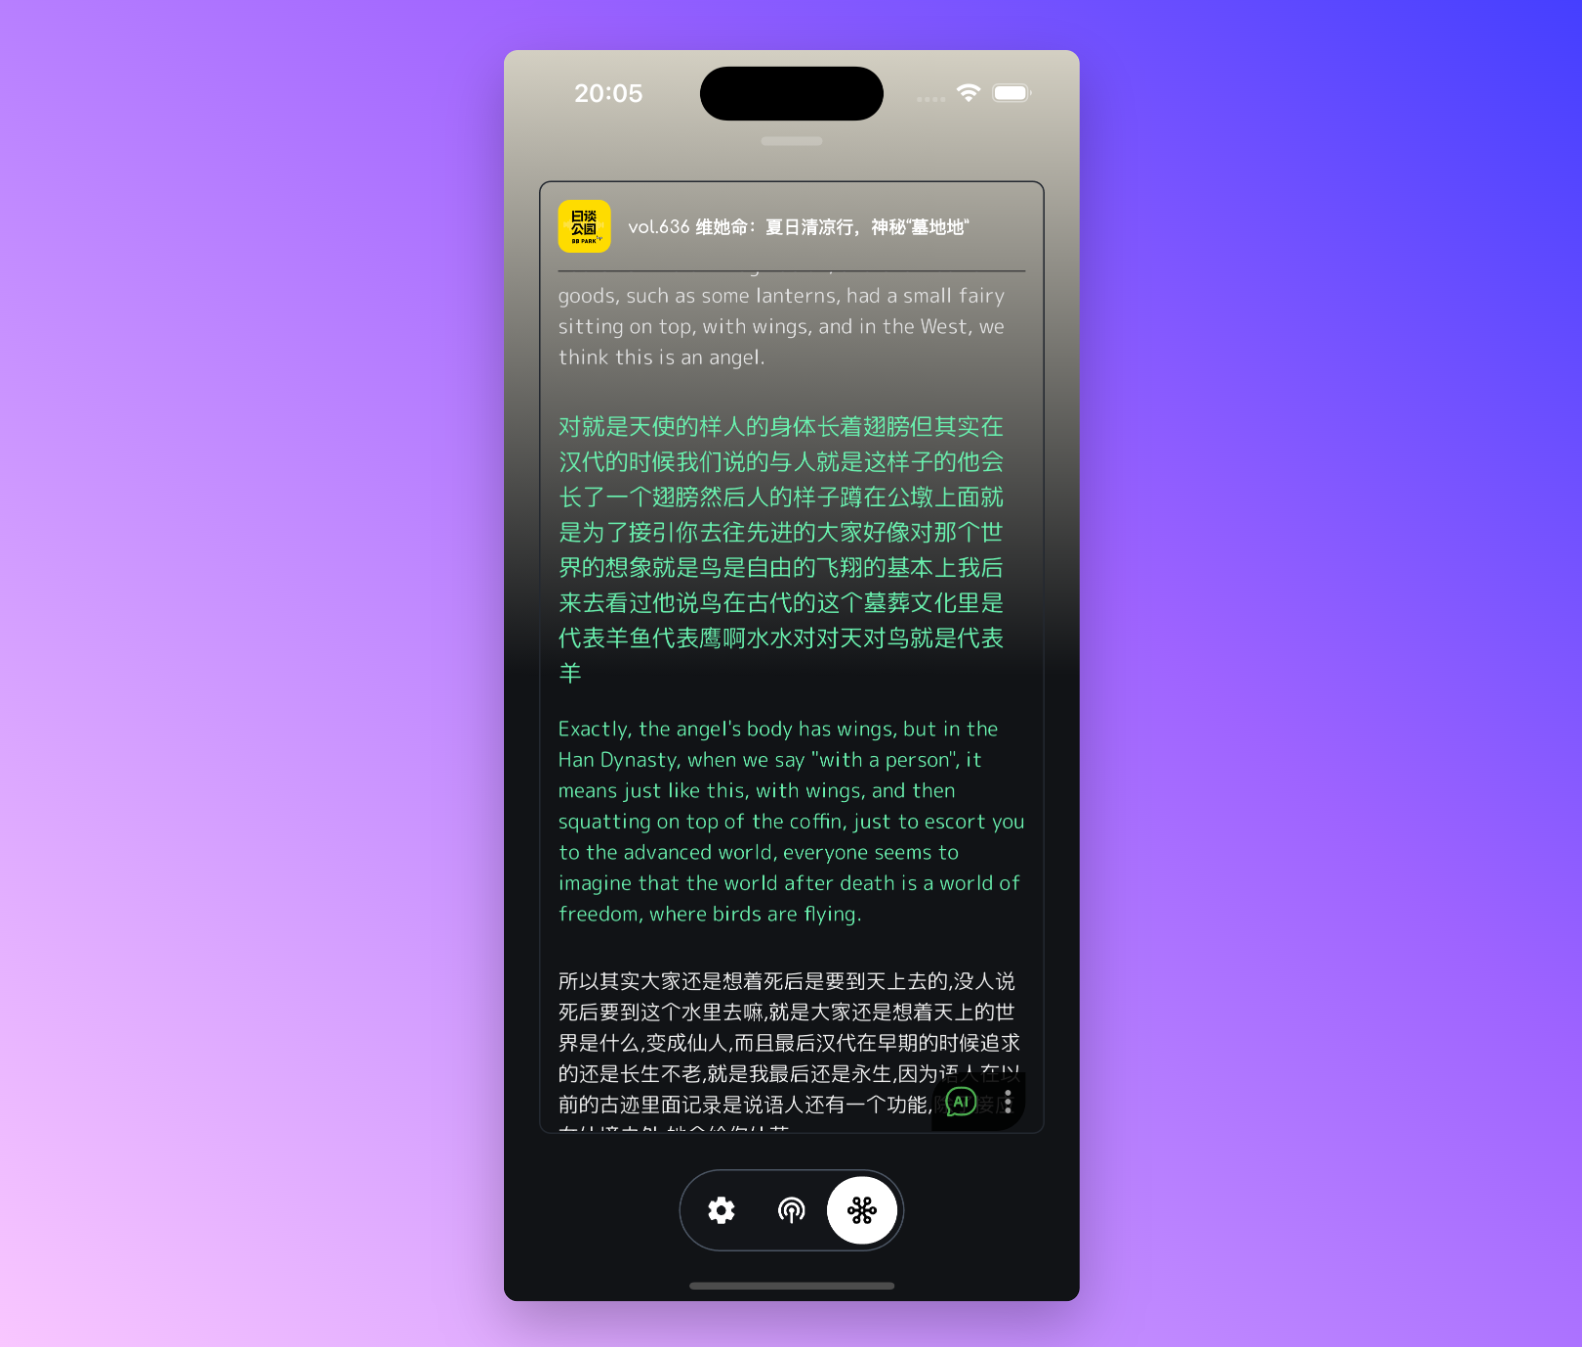 20:05
日谈
公园
BB PARK
vol.636 维她命：夏日清凉行，神秘“墓地地”
goods, such as some lanterns, had a small fairy
sitting on top, with wings, and in the West, we
think this is an angel.
对就是天使的样人的身体长着翅膀但其实在
汉代的时候我们说的与人就是这样子的他会
长了一个翅膀然后人的样子蹲在公墩上面就
是为了接引你去往先进的大家好像对那个世
界的想象就是鸟是自由的飞翔的基本上我后
来去看过他说鸟在古代的这个墓葬文化里是
代表羊鱼代表鹰啊水水对对天对鸟就是代表
羊
Exactly, the angel's body has wings, but in the
Han Dynasty, when we say "with a person", it
means just like this, with wings, and then
squatting on top of the coffin, just to escort you
to the advanced world, everyone seems to
imagine that the world after death is a world of
freedom, where birds are flying.
所以其实大家还是想着死后是要到天上去的,没人说
死后要到这个水里去嘛,就是大家还是想着天上的世
界是什么,变成仙人,而且最后汉代在早期的时候追求
的还是长生不老,就是我最后还是永生,因为语人在以
前的古迹里面记录是说语人还有一个功能,
AI